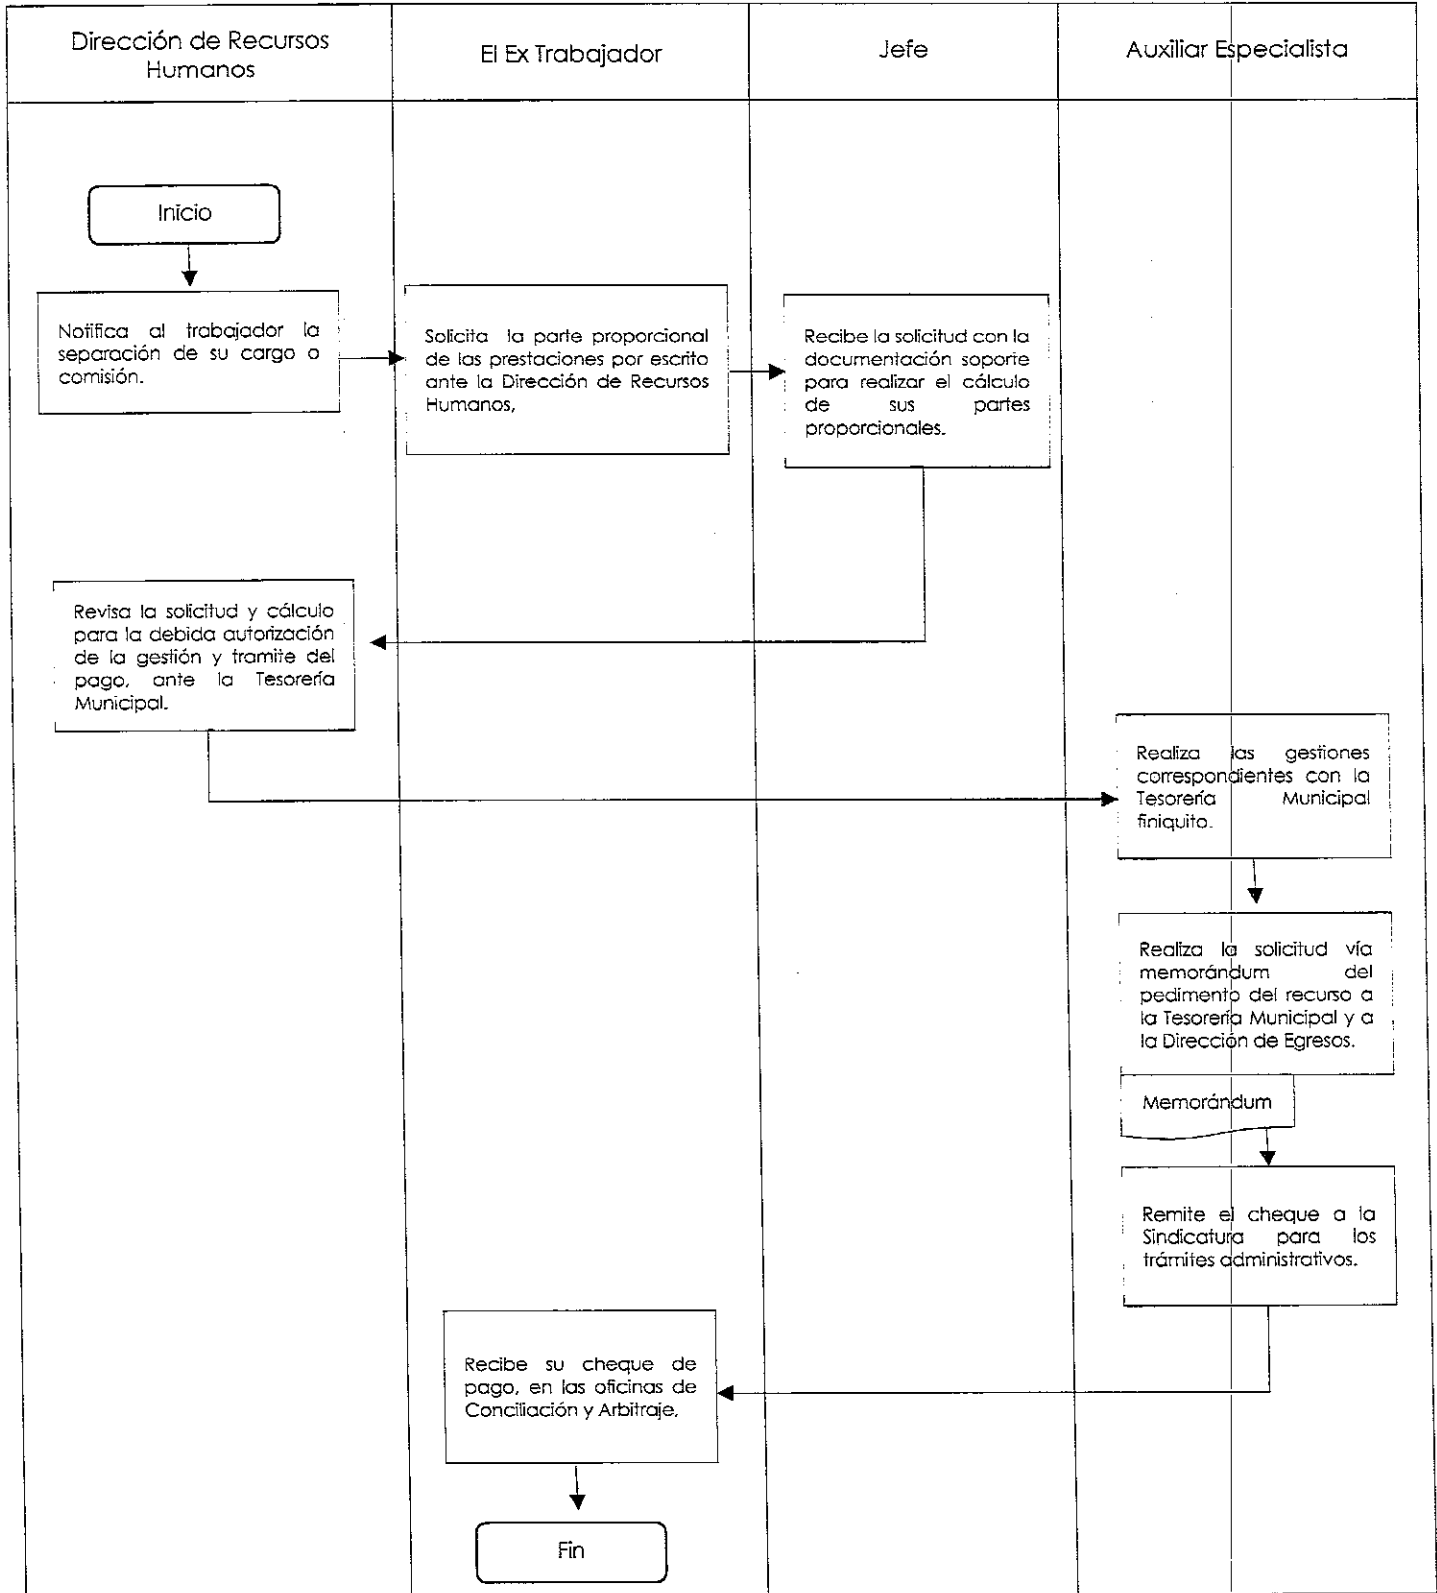 Dirección de Recursos
Humanos
El Ex Trabajador
Jefe
Auxiliar Especialista
Inicio
Notifica al trabajador la
separación de su cargo o
comisión.
Solicita la parte proporcional
de las prestaciones por escrito
ante la Dirección de Recursos
Humanos,
Recibe la solicitud con la
documentación soporte
para realizar el cálculo
de sus partes
proporcionales.
Revisa la solicitud y cálculo
para la debida autorización
de la gestión y tramite del
pago, ante la Tesorería
Municipal.
Realiza las gestiones
correspondientes con la
Tesorería Municipal
finiquito.
Realiza la solicitud vía
memorándum del
pedimento del recurso a
la Tesorería Municipal y a
la Dirección de Egresos.
Memorándum
Remite el cheque a la
Sindicatura para los
trámites administrativos.
Recibe su cheque de
pago, en las oficinas de
Conciliación y Arbitraje,
Fin